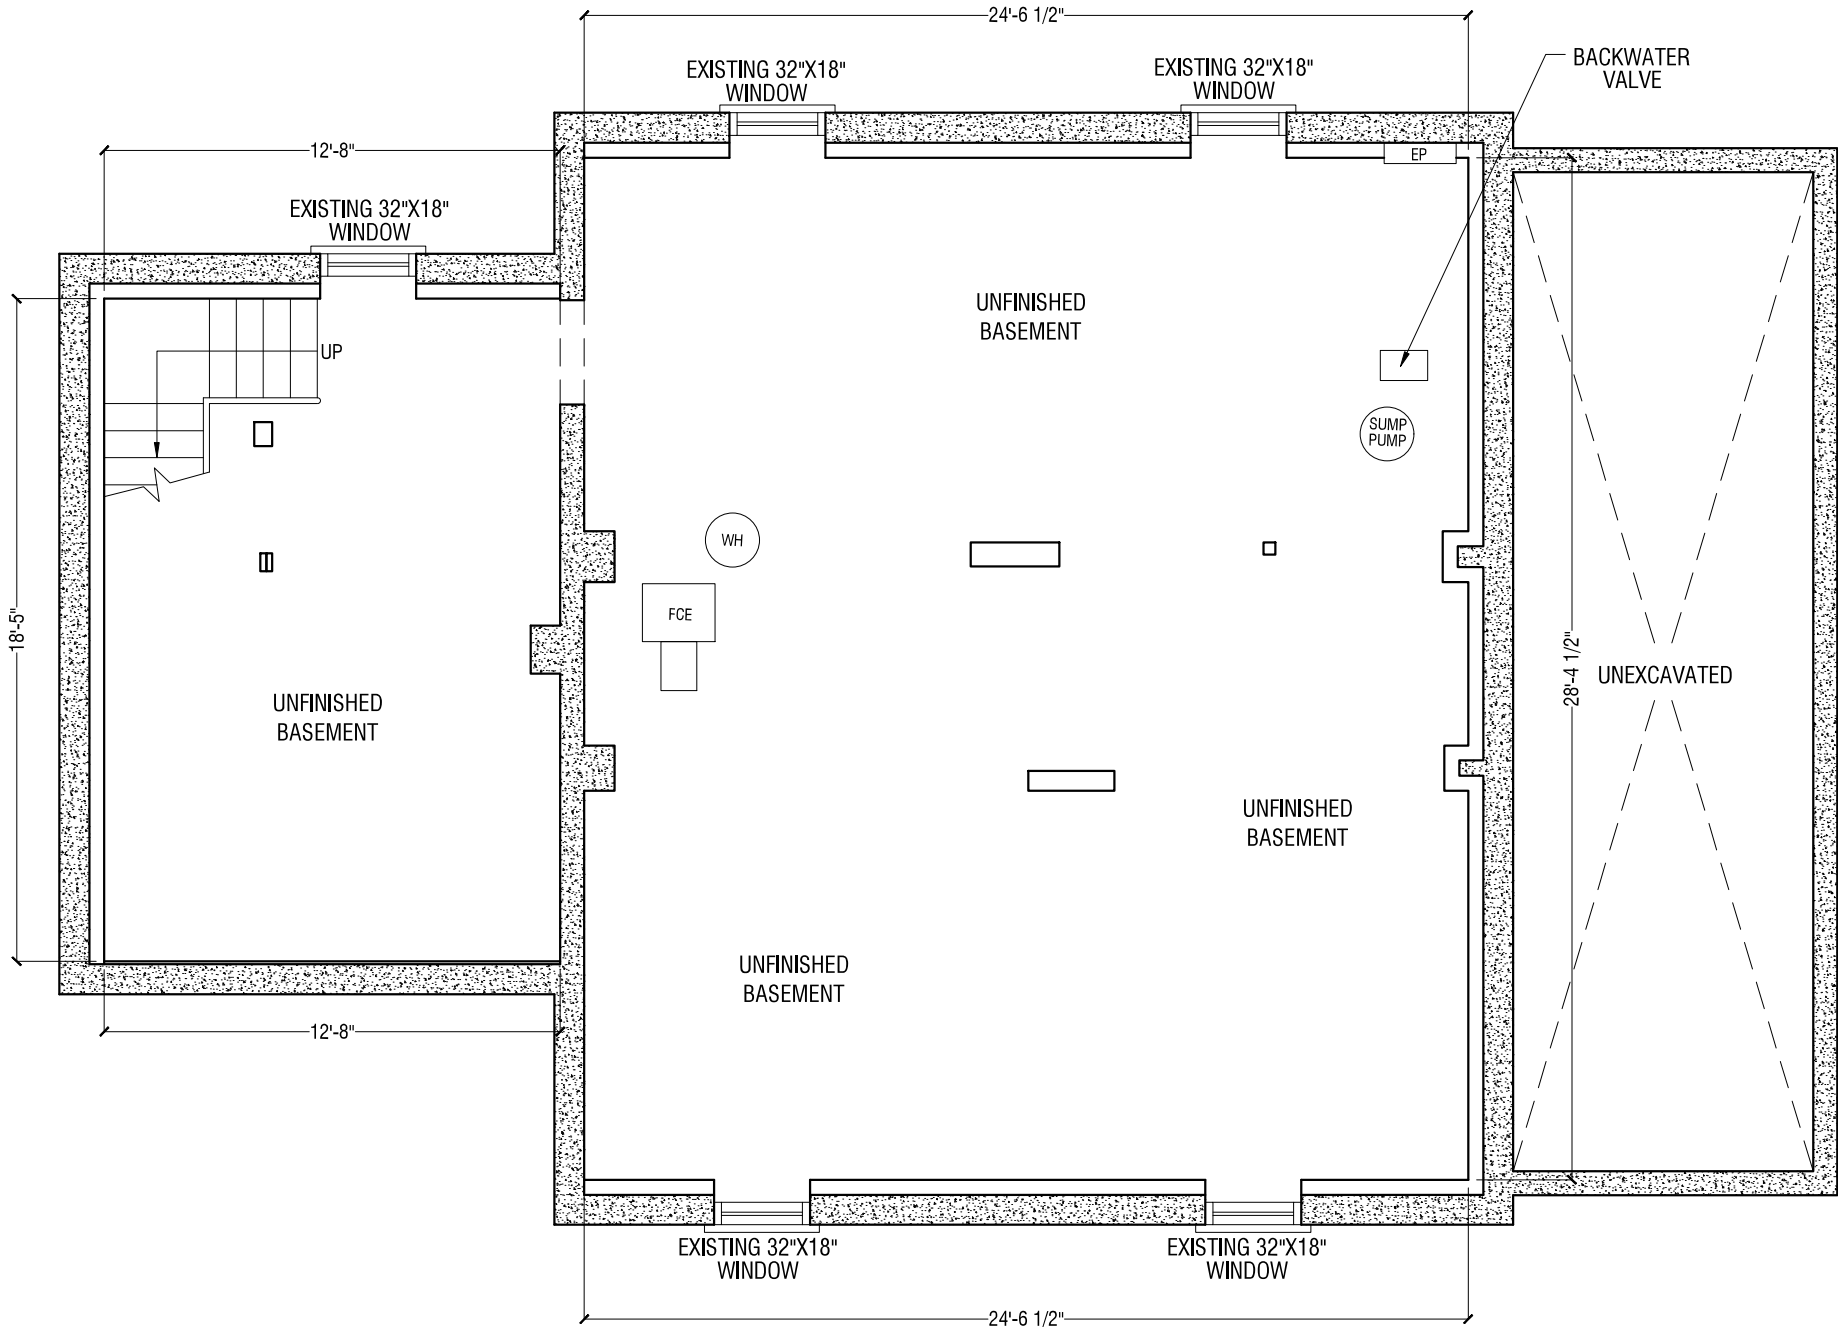 24'-6 1/2"
EXISTING 32"X18"
WINDOW
EXISTING 32"X18"
WINDOW
BACKWATER
VALVE
12'-8"
EP
EXISTING 32"X18"
WINDOW
UNFINISHED
BASEMENT
UP
SUMP
PUMP
WH
FCE
18'-5"
28'-4 1/2"
UNEXCAVATED
UNFINISHED
BASEMENT
UNFINISHED
BASEMENT
UNFINISHED
BASEMENT
12'-8"
EXISTING 32"X18"
WINDOW
EXISTING 32"X18"
WINDOW
24'-6 1/2"